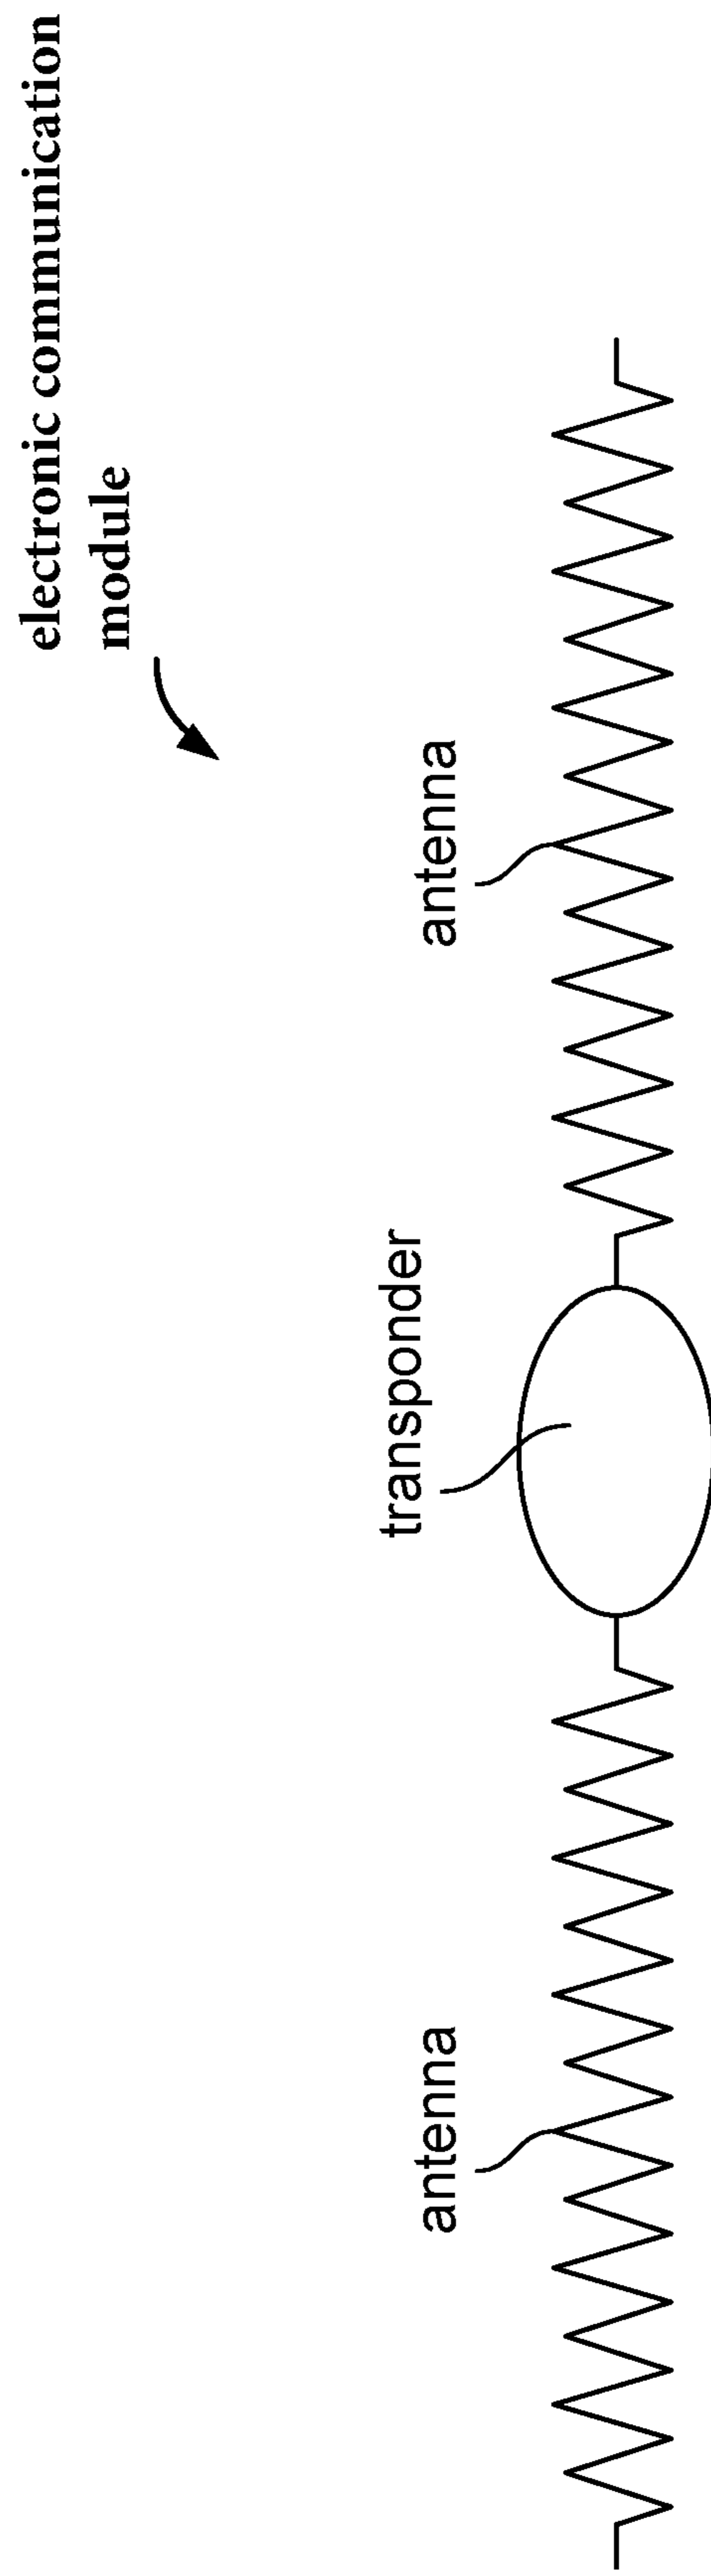 electronic communication
module
antenna
transponder
antenna